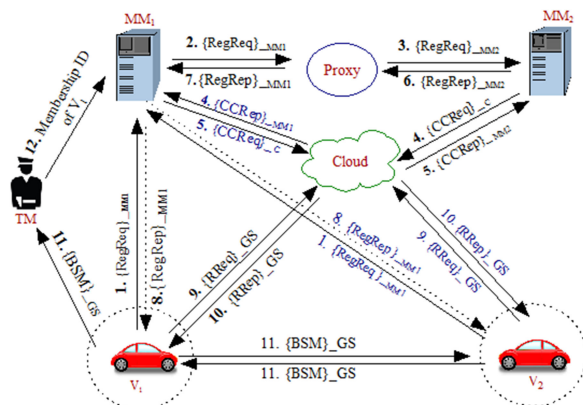 MM1
MM2
2. {RegReq}_MM1
7. {RegRep}_MM1
Proxy
3. {RegReq}_MM2
6. {RegRep}_MM2
4. {CCRep}_MM1
5. {CCReq}_C
4. {CCReq}_C
5. {CCRep}_MM2
Cloud
12. Membership ID
of V1
TM
11. {BSM}_GS
1. {RegReq}_MM1
8. {RegRep}_MM1
9. {RReq}_GS
10. {RRep}_GS
8. {RegRep}_MM1
1. {RegReq}_MM1
10. {RRep}_GS
9. {RReq}_GS
11. {BSM}_GS
11. {BSM}_GS
V1
V2